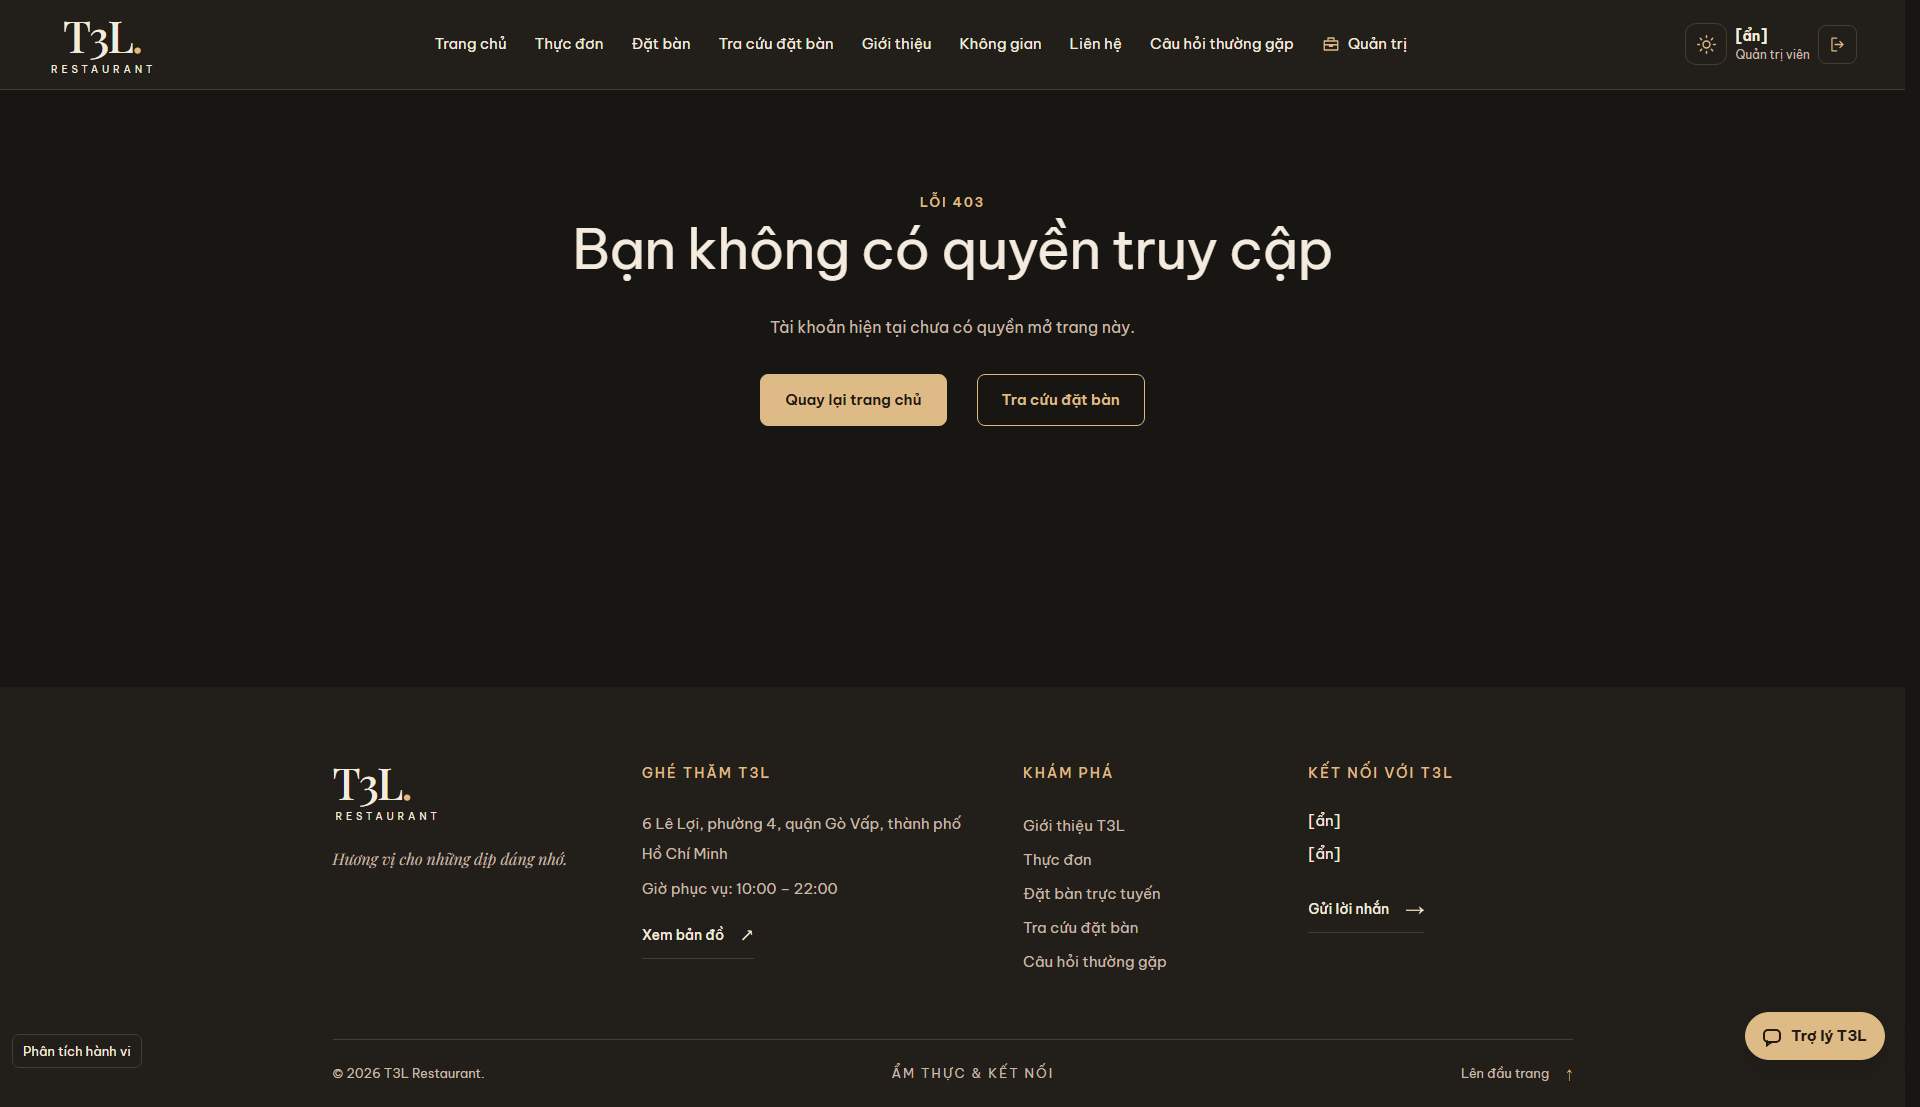 T3L.
RESTAURANT
Trang chủ
Thực đơn
Đặt bàn
Tra cứu đặt bàn
Giới thiệu
Không gian
Liên hệ
Câu hỏi thường gặp
Quản trị
[ẩn]
Quản trị viên
LỖI 403
Bạn không có quyền truy cập
Tài khoản hiện tại chưa có quyền mở trang này.
Quay lại trang chủ
Tra cứu đặt bàn
T3L.
RESTAURANT
Hương vị cho những dịp đáng nhớ.
GHÉ THĂM T3L
6 Lê Lợi, phường 4, quận Gò Vấp, thành phố
Hồ Chí Minh
Giờ phục vụ: 10:00 – 22:00
Xem bản đồ ↗
KHÁM PHÁ
Giới thiệu T3L
Thực đơn
Đặt bàn trực tuyến
Tra cứu đặt bàn
Câu hỏi thường gặp
KẾT NỐI VỚI T3L
[ẩn]
[ẩn]
Gửi lời nhắn →
Phân tích hành vi
Trợ lý T3L
© 2026 T3L Restaurant.
ẨM THỰC & KẾT NỐI
Lên đầu trang ↑